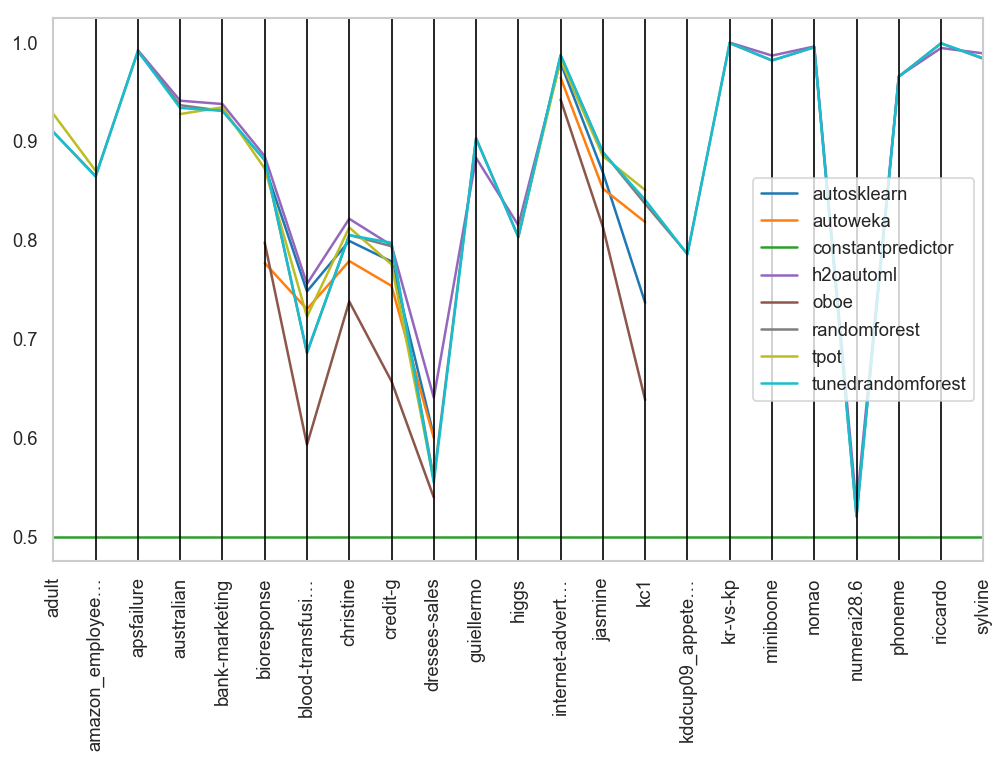 1.0
0.9
0.8
0.7
0.6
0.5
autosklearn
autoweka
constantpredictor
h2oautoml
oboe
randomforest
tpot
tunedrandomforest
adult
amazon_employee…
apsfailure
australian
bank-marketing
bioresponse
blood-transfusi…
christine
credit-g
dresses-sales
guiellermo
higgs
internet-advert…
jasmine
kc1
kddcup09_appete…
kr-vs-kp
miniboone
nomao
numerai28.6
phoneme
riccardo
sylvine